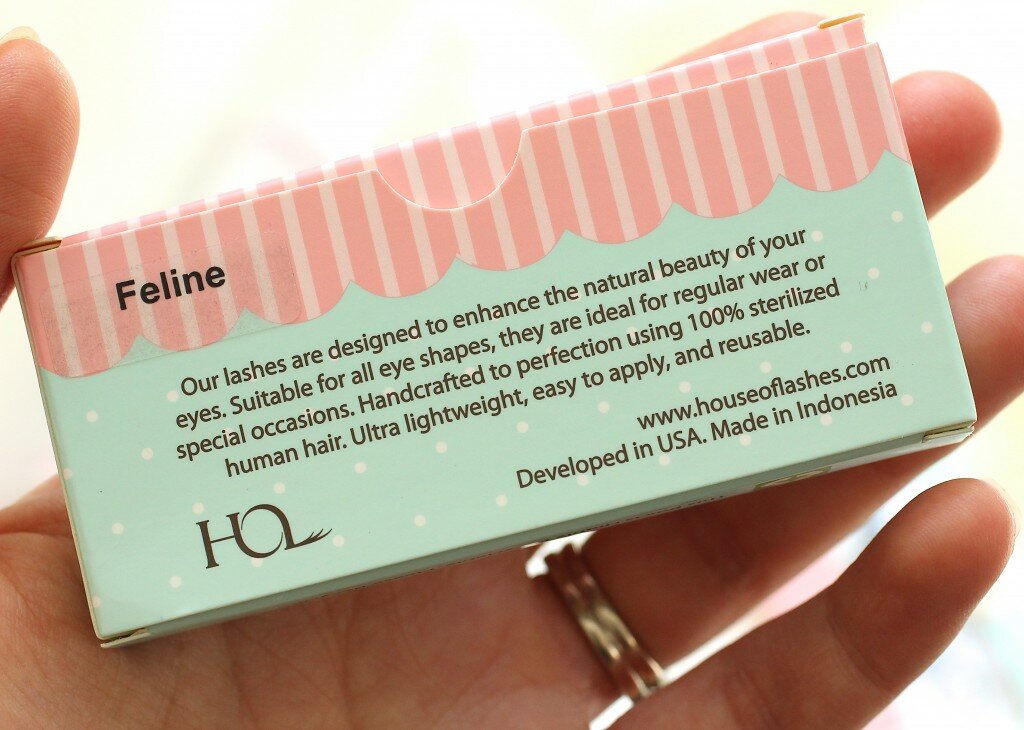 Feline
Our lashes are designed to enhance the natural beauty of your
eyes. Suitable for all eye shapes, they are ideal for regular wear or
special occasions. Handcrafted to perfection using 100% sterilized
human hair. Ultra lightweight, easy to apply, and reusable.
www.houseoflashes.com
Developed in USA. Made in Indonesia
HOL